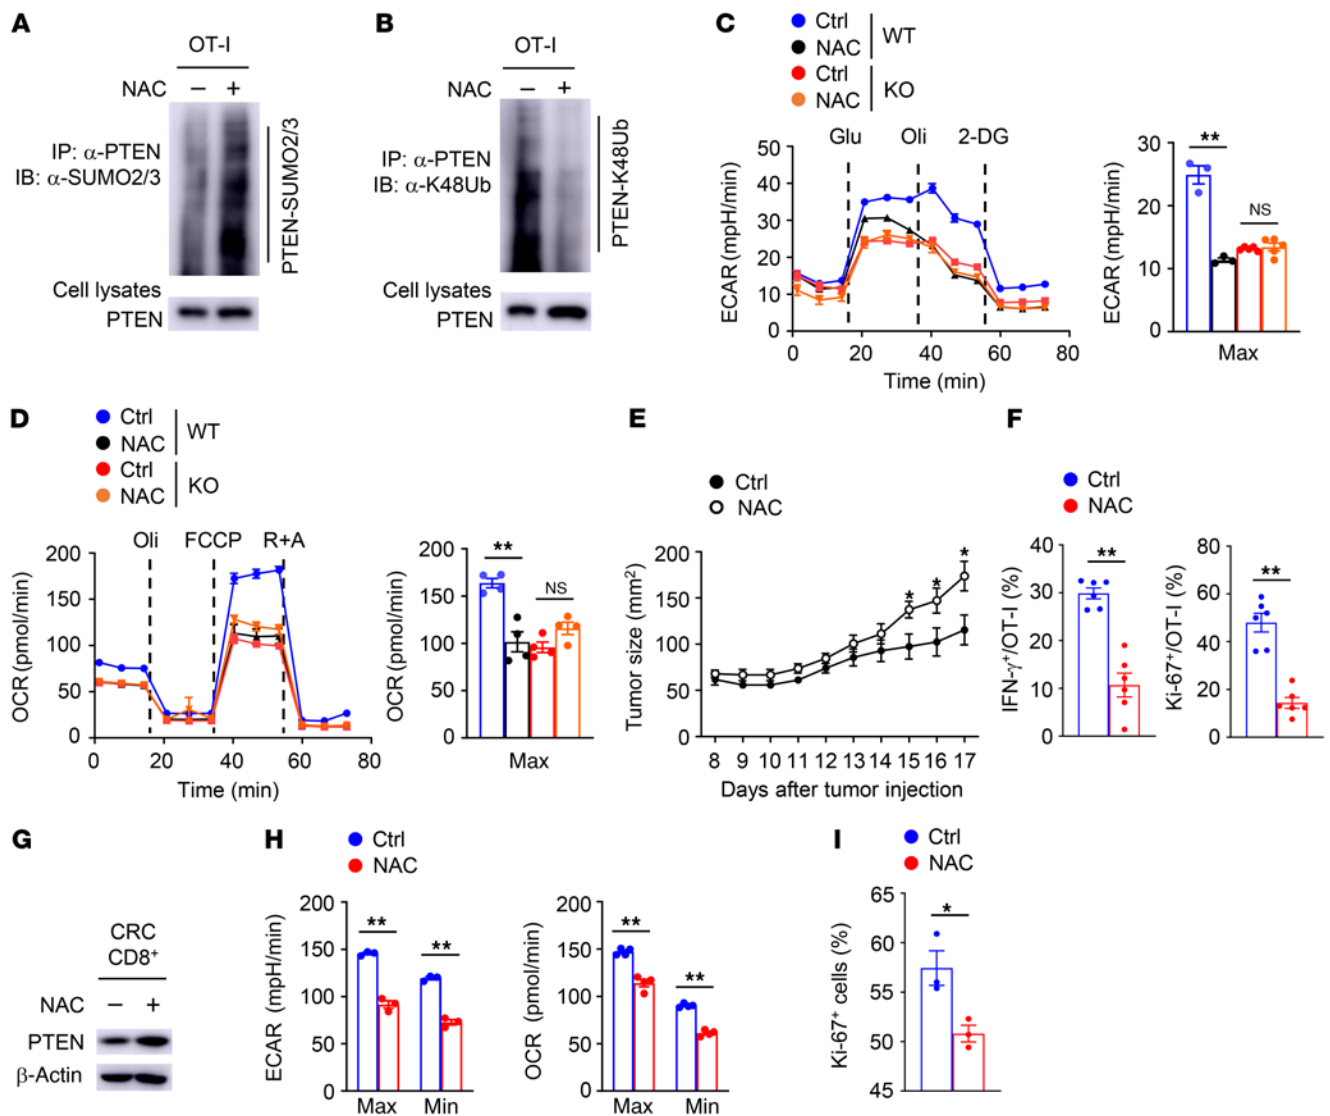 A
OT-I
NAC − +
IP: α-PTEN
IB: α-SUMO2/3
PTEN-SUMO2/3
Cell lysates
PTEN
B
OT-I
NAC − +
IP: α-PTEN
IB: α-K48Ub
PTEN-K48Ub
Cell lysates
PTEN
C
Ctrl
NAC
WT
Ctrl
NAC
KO
Glu Oli 2-DG
ECAR (mpH/min)
50
40
30
20
10
0
0 20 40 60 80
Time (min)
ECAR (mpH/min)
30
20
10
0
**
NS
Max
D
Ctrl
NAC
WT
Ctrl
NAC
KO
Oli FCCP R+A
OCR (pmol/min)
200
150
100
50
0
0 20 40 60 80
Time (min)
OCR (pmol/min)
200
150
100
50
0
**
NS
Max
E
Ctrl
NAC
Tumor size (mm²)
200
150
100
50
0
* * *
8 9 10 11 12 13 14 15 16 17
Days after tumor injection
F
Ctrl
NAC
IFN-γ⁺/OT-I (%)
40
30
20
10
0
**
Ki-67⁺/OT-I (%)
80
60
40
20
0
**
G
CRC
CD8⁺
NAC − +
PTEN
β-Actin
H
Ctrl
NAC
ECAR (mpH/min)
200
150
100
50
0
**
**
Max Min
OCR (pmol/min)
200
150
100
50
0
**
**
Max Min
I
Ctrl
NAC
Ki-67⁺ cells (%)
65
60
55
50
45
*